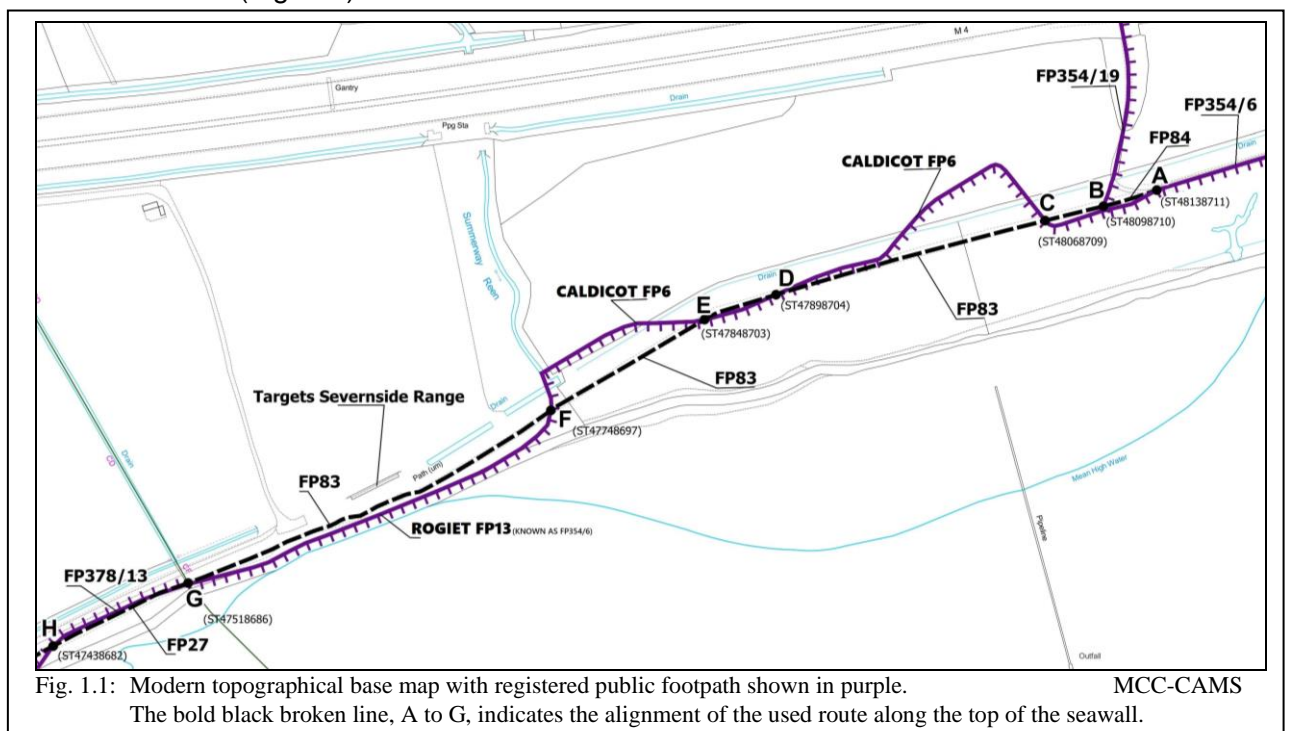 M 4
Gantry
FP354/19
Drain
FP354/6
Ppg Sta
FP84
Drain
CALDICOT FP6
A
B
(ST48138711)
C
(ST48098710)
Summerway Reen
(ST48068709)
Drain
D
CALDICOT FP6
E
(ST47898704)
FP83
(ST47848703)
FP83
Targets Severnside Range
Drain
F
(ST47748697)
Path (um)
Mean High Water
FP83
Drain
CD
ROGIET FP13 (KNOWN AS FP354/6)
Pipeline
FP378/13
G
(ST47518686)
H
FP27
(ST47438682)
Outfall
Fig. 1.1: Modern topographical base map with registered public footpath shown in purple. MCC-CAMS
The bold black broken line, A to G, indicates the alignment of the used route along the top of the seawall.